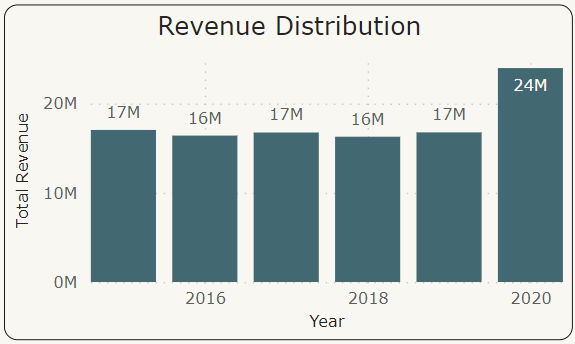 Revenue Distribution
Total Revenue
20M
10M
0M
17M
16M
17M
16M
17M
24M
2016
2018
2020
Year